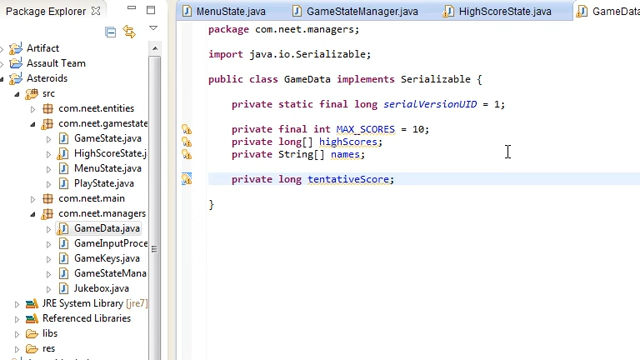 Package Explorer
MenuState.java
GameStateManager.java
HighScoreState.java
GameData
Artifact
Assault Team
Asteroids
src
com.neet.entities
com.neet.gamestate
GameState.java
HighScoreState.j
MenuState.java
PlayState.java
com.neet.main
com.neet.managers
GameData.java
GameInputProce
GameKeys.java
GameStateMana
Jukebox.java
JRE System Library [jre7]
Referenced Libraries
libs
res
package com.neet.managers;
import java.io.Serializable;
public class GameData implements Serializable {
private static final long serialVersionUID = 1;
private final int MAX_SCORES = 10;
private long[] highScores;
private String[] names;
private long tentativeScore;
}